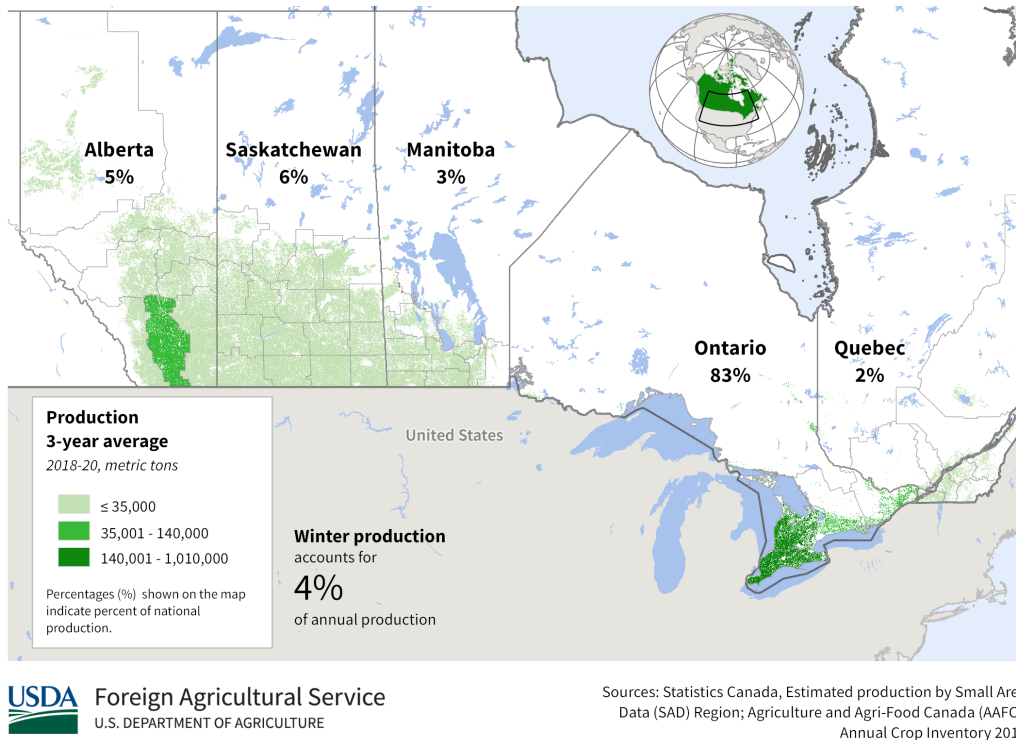 Alberta
5%
Saskatchewan
6%
Manitoba
3%
Ontario
83%
Quebec
2%
United States
Production
3-year average
2018-20, metric tons
≤ 35,000
35,001 - 140,000
140,001 - 1,010,000
Percentages (%) shown on the map
indicate percent of national
production.
Winter production
accounts for
4%
of annual production
USDA
Foreign Agricultural Service
U.S. DEPARTMENT OF AGRICULTURE
Sources: Statistics Canada, Estimated production by Small Are
Data (SAD) Region; Agriculture and Agri-Food Canada (AAFC
Annual Crop Inventory 201